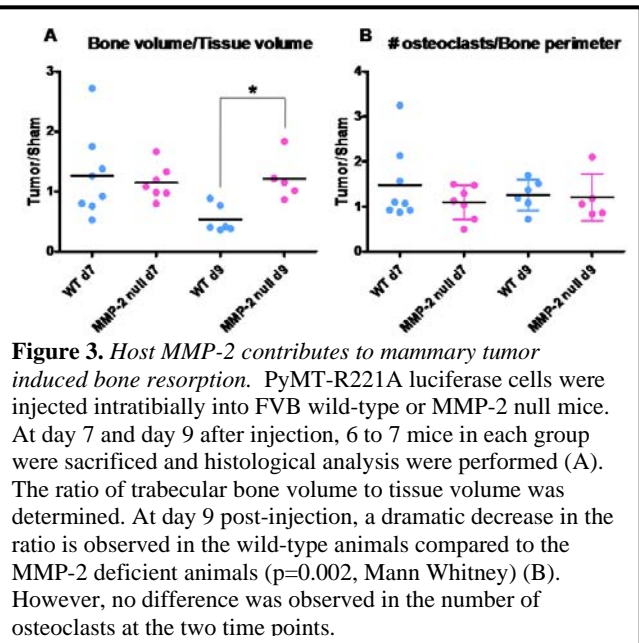 A Bone volume/Tissue volume
B # osteoclasts/Bone perimeter
Tumor/Sham
3
2
1
0
*
WT d7
MMP-2 null d7
WT d9
MMP-2 null d9
Tumor/Sham
4
3
2
1
0
WT d7
MMP-2 null d7
WT d9
MMP-2 null d9
Figure 3. Host MMP-2 contributes to mammary tumor
induced bone resorption. PyMT-R221A luciferase cells were
injected intratibially into FVB wild-type or MMP-2 null mice.
At day 7 and day 9 after injection, 6 to 7 mice in each group
were sacrificed and histological analysis were performed (A).
The ratio of trabecular bone volume to tissue volume was
determined. At day 9 post-injection, a dramatic decrease in the
ratio is observed in the wild-type animals compared to the
MMP-2 deficient animals (p=0.002, Mann Whitney) (B).
However, no difference was observed in the number of
osteoclasts at the two time points.